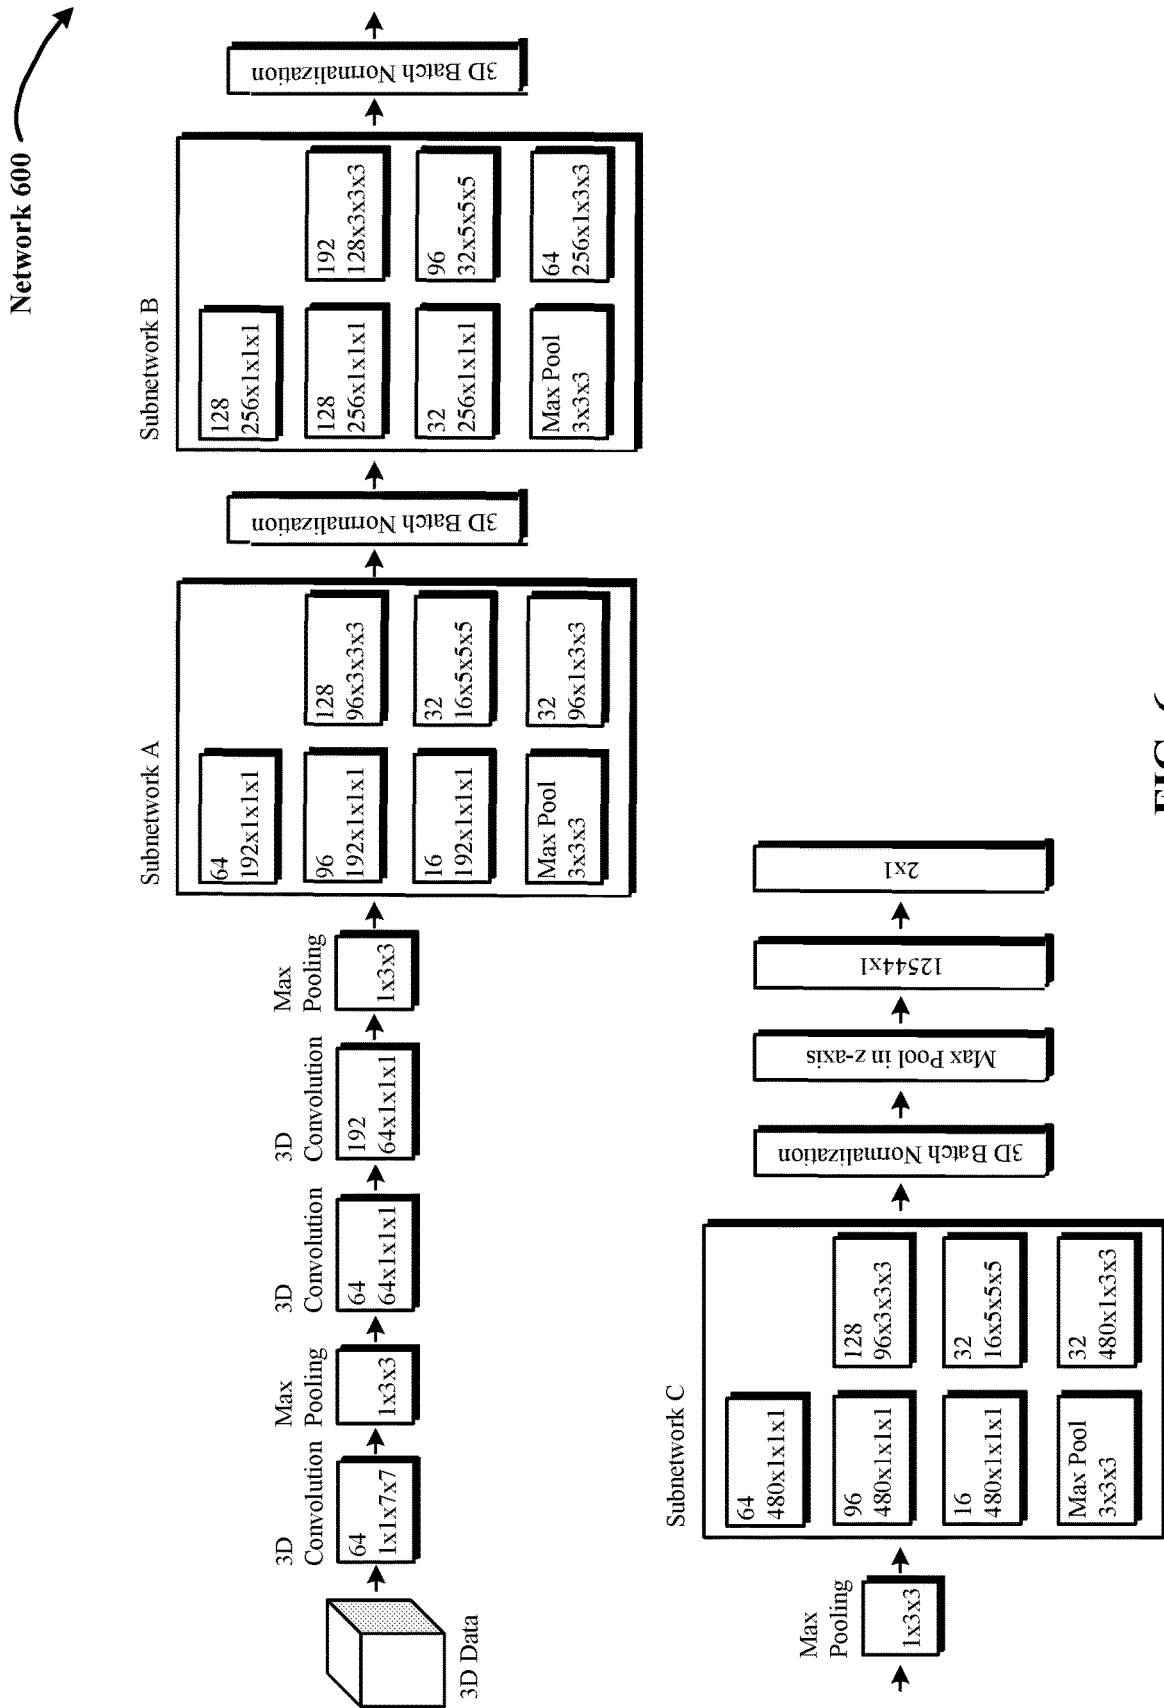 Network 600
3D Data
3D
Convolution
64
1x1x7x7
Max
Pooling
1x3x3
3D
Convolution
64
64x1x1x1
3D
Convolution
192
64x1x1x1
Max
Pooling
1x3x3
Subnetwork A
64
192x1x1x1
96
192x1x1x1
128
96x3x3x3
16
192x1x1x1
32
16x5x5x5
Max Pool
3x3x3
32
96x1x3x3
3D Batch Normalization
Subnetwork B
128
256x1x1x1
128
256x1x1x1
192
128x3x3x3
32
256x1x1x1
96
32x5x5x5
Max Pool
3x3x3
64
256x1x3x3
3D Batch Normalization
Max
Pooling
1x3x3
Subnetwork C
64
480x1x1x1
96
480x1x1x1
128
96x3x3x3
16
480x1x1x1
32
16x5x5x5
Max Pool
3x3x3
32
480x1x3x3
3D Batch Normalization
Max Pool in z-axis
12544x1
2x1
FIG.